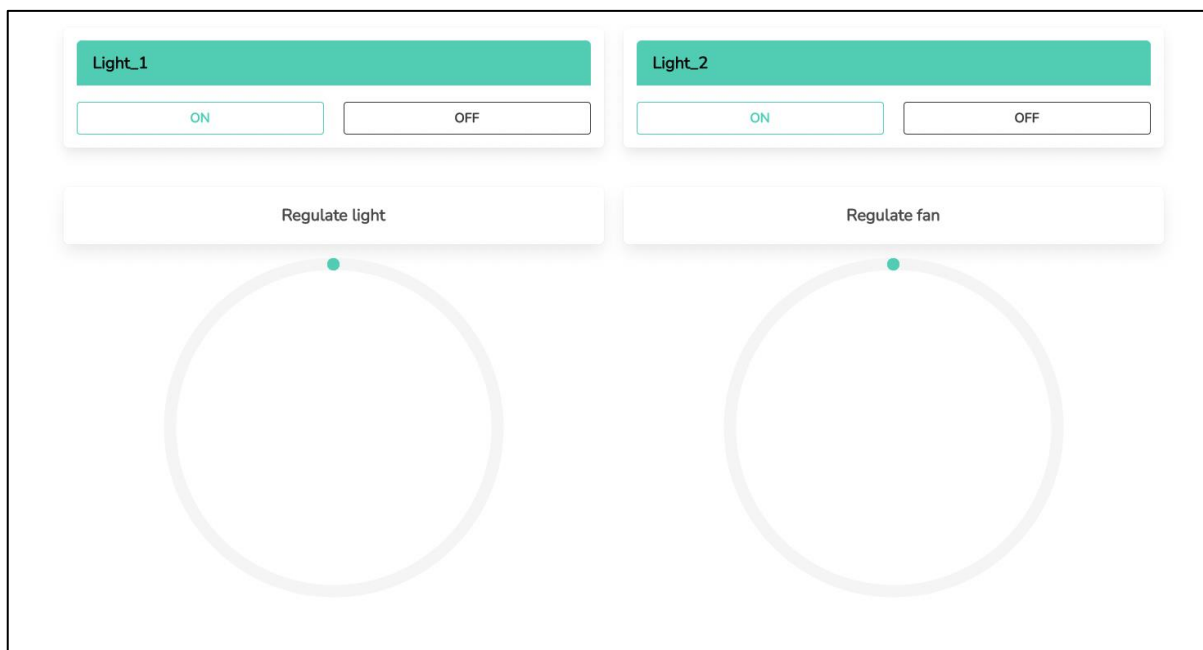 Light_1
ON OFF
Light_2
ON OFF
Regulate light
Regulate fan